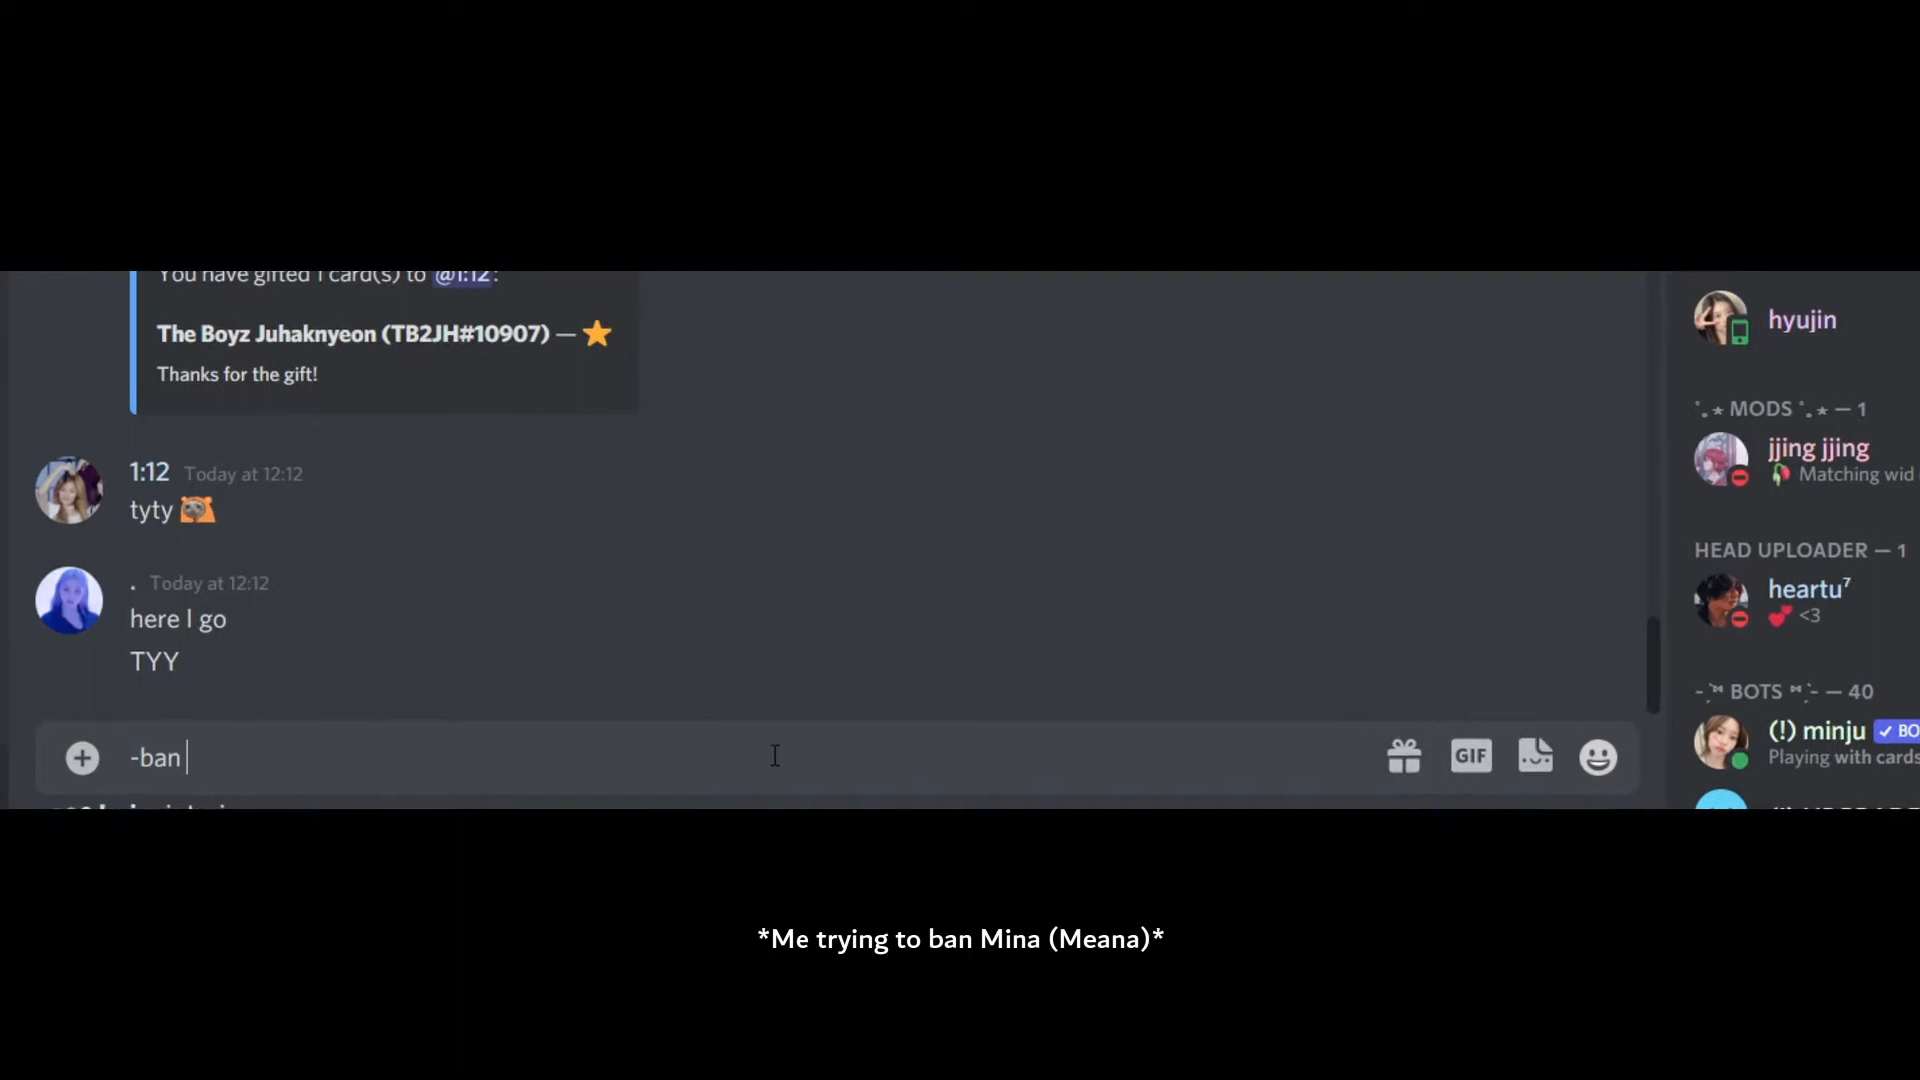 You have gifted 1 card(s) to @1:12:
The Boyz Juhaknyeon (TB2JH#10907) — ⭐
Thanks for the gift!
1:12 Today at 12:12
tyty
. Today at 12:12
here I go
TYY
-ban
GIF
hyujin
MODS — 1
jjing jjing
Matching wid
HEAD UPLOADER — 1
heartu⁷
<3
BOTS — 40
(!) minju ✓ BO
Playing with cards
*Me trying to ban Mina (Meana)*